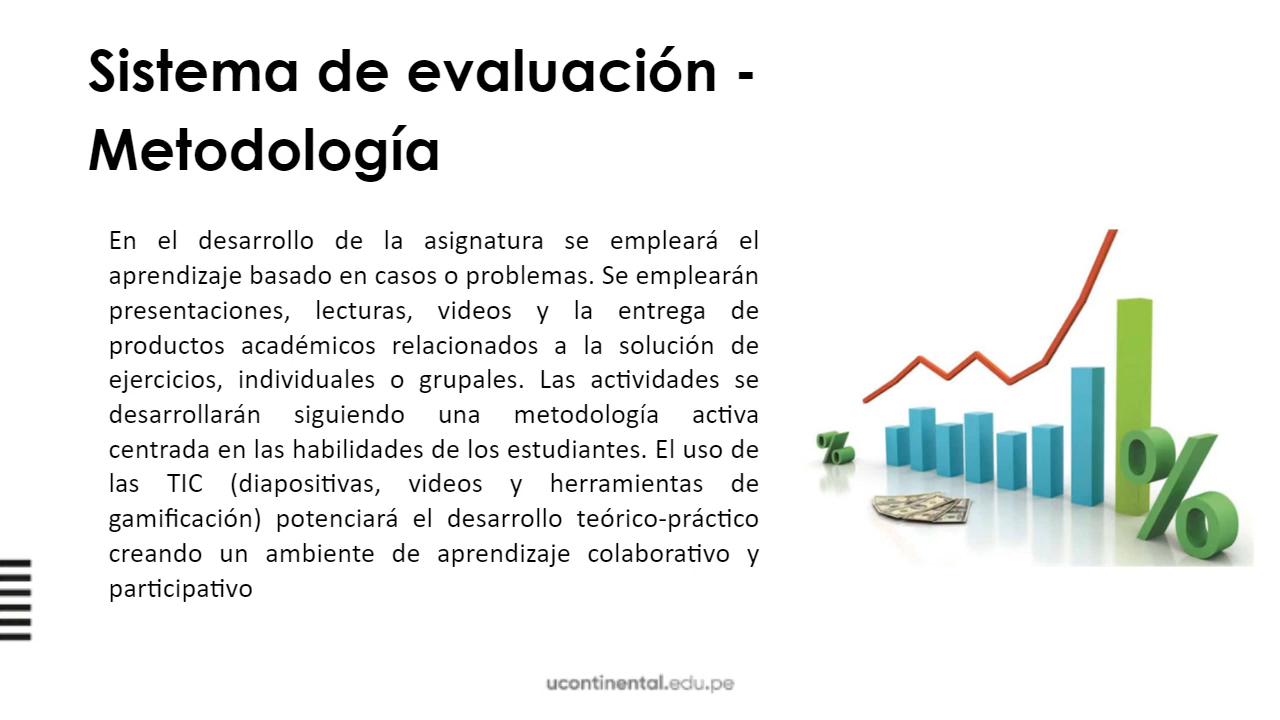 Sistema de evaluación -
Metodología
En el desarrollo de la asignatura se empleará el
aprendizaje basado en casos o problemas. Se emplearán
presentaciones, lecturas, videos y la entrega de
productos académicos relacionados a la solución de
ejercicios, individuales o grupales. Las actividades se
desarrollarán siguiendo una metodología activa
centrada en las habilidades de los estudiantes. El uso de
las TIC (diapositivas, videos y herramientas de
gamificación) potenciará el desarrollo teórico-práctico
creando un ambiente de aprendizaje colaborativo y
participativo
%
%
ucontinental.edu.pe